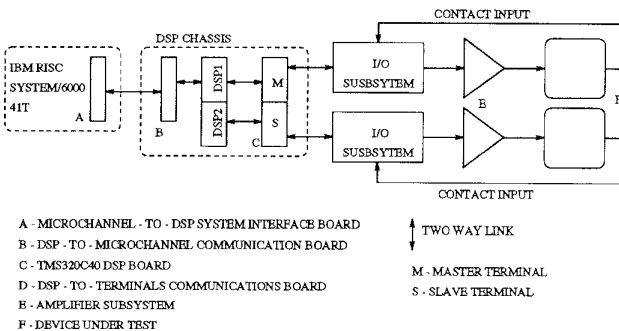 CONTACT INPUT
DSP CHASSIS
IBM RISC
SYSTEM/6000
41T
A
B
DSP1
DSP2
M
S
C
I/O
SUSBSYTEM
E
F
I/O
SUSBSYTEM
CONTACT INPUT
A - MICROCHANNEL - TO - DSP SYSTEM INTERFACE BOARD
B - DSP - TO - MICROCHANNEL COMMUNICATION BOARD
C - TMS320C40 DSP BOARD
D - DSP - TO - TERMINALS COMMUNICATIONS BOARD
E - AMPLIFIER SUBSYSTEM
F - DEVICE UNDER TEST
TWO WAY LINK
M - MASTER TERMINAL
S - SLAVE TERMINAL